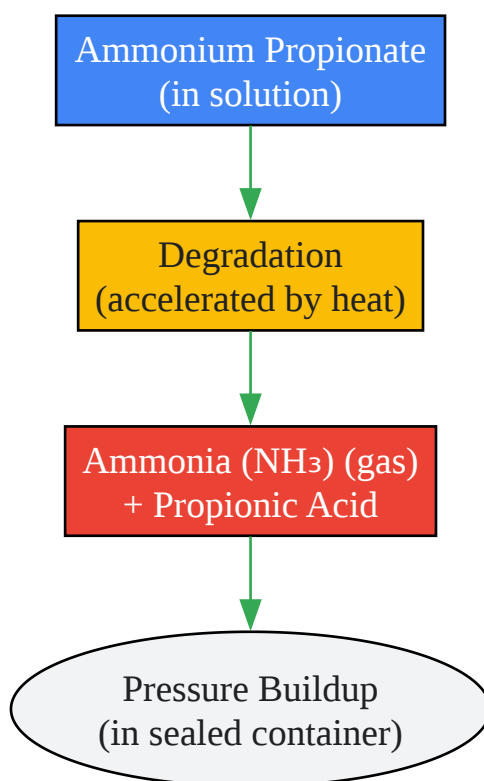 Ammonium Propionate
(in solution)
Degradation
(accelerated by heat)
Ammonia (NH₃) (gas)
+ Propionic Acid
Pressure Buildup
(in sealed container)